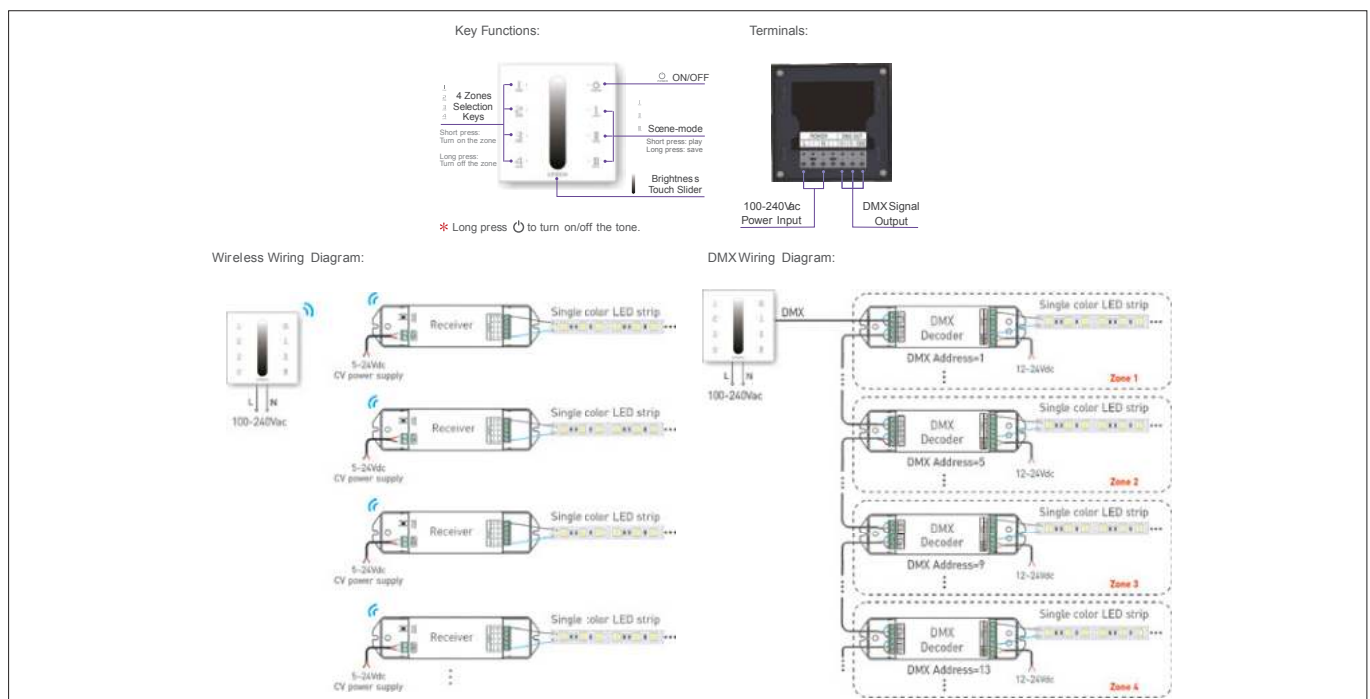 Key Functions:
Terminals:
ON/OFF
1
2
3
4
4 Zones
Selection
Keys
Short press:
Turn on the zone
Long press:
Turn off the zone
Scene-mode
Short press: play
Long press: save
Brightness
Touch Slider
* Long press to turn on/off the tone.
POWER
DMX OUT
100-240Vac
Power Input
DMX Signal
Output
Wireless Wiring Diagram:
L N
100-240Vac
Receiver
Single color LED strip
5~24Vdc
CV power supply
Receiver
Single color LED strip
5~24Vdc
CV power supply
Receiver
Single color LED strip
5~24Vdc
CV power supply
Receiver
Single color LED strip
5~24Vdc
CV power supply
DMX Wiring Diagram:
DMX
L N
100-240Vac
Single color LED strip
DMX
Decoder
DMX Address=1
12~24Vdc
Zone 1
Single color LED strip
DMX
Decoder
DMX Address=5
12~24Vdc
Zone 2
Single color LED strip
DMX
Decoder
DMX Address=9
12~24Vdc
Zone 3
Single color LED strip
DMX
Decoder
DMX Address=13
12~24Vdc
Zone 4